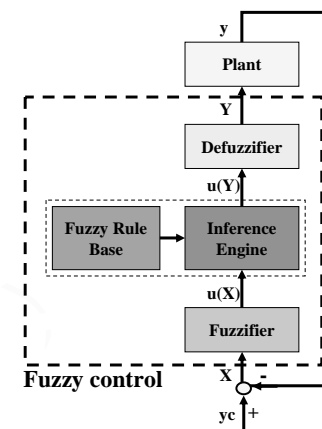 y
Plant
Y
Defuzzifier
u(Y)
Fuzzy Rule
Base
Inference
Engine
u(X)
Fuzzifier
Fuzzy control
X
-
yc
+